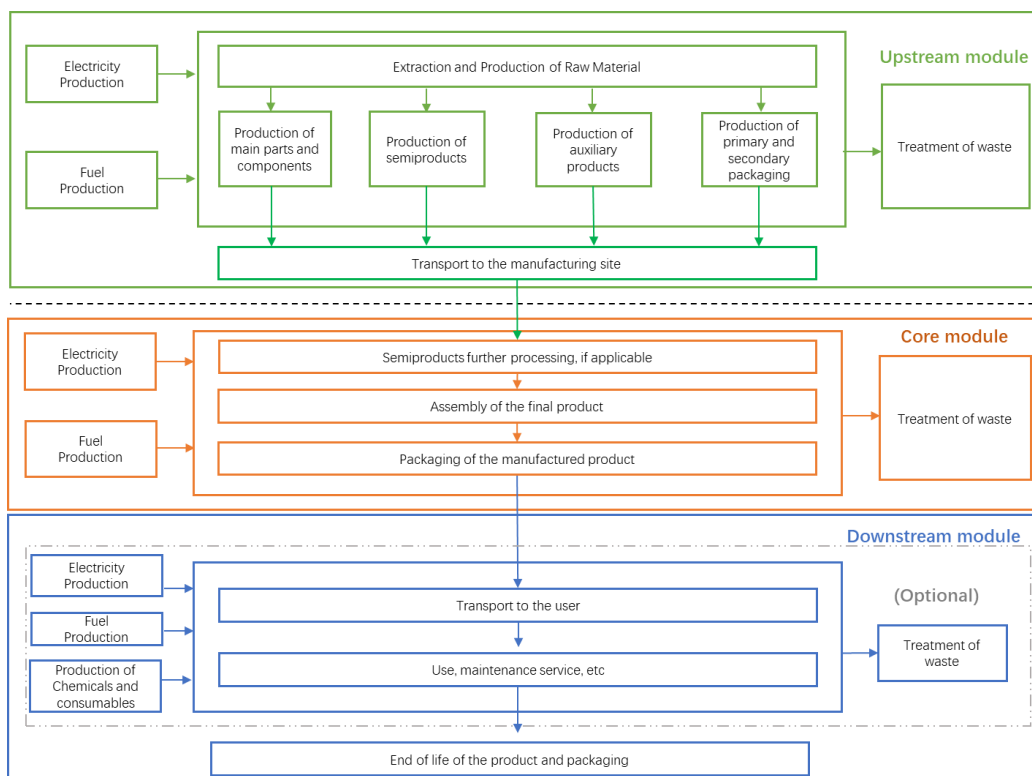 Upstream module
Electricity
Production
Extraction and Production of Raw Material
Production of
main parts and
components
Production of
semiproducts
Production of
auxiliary
products
Production of
primary and
secondary
packaging
Treatment of waste
Fuel
Production
Transport to the manufacturing site
Core module
Electricity
Production
Semiproducts further processing, if applicable
Assembly of the final product
Treatment of waste
Fuel
Production
Packaging of the manufactured product
Downstream module
Electricity
Production
(Optional)
Transport to the user
Fuel
Production
Treatment of
waste
Production of
Chemicals and
consumables
Use, maintenance service, etc
End of life of the product and packaging